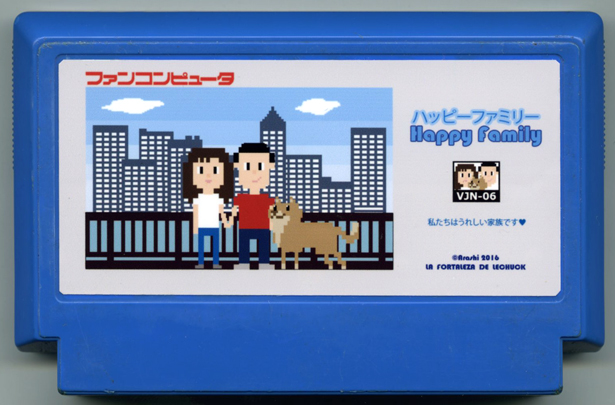 ファンコンピュータ
ハッピーファミリー
Happy Family
VJN-06
私たちはうれしい家族です♥
©Arashi 2016
LA FORTALEZA DE LECHUCK